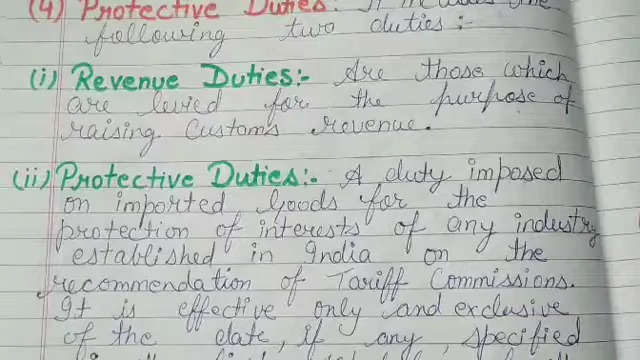 (4) Protective Duties:- It includes the
following two duties :-
(i) Revenue Duties:- Are those which
are levied for the purpose of
raising Customs revenue.
(ii) Protective Duties:- A duty imposed
on imported Goods for the
protection of interests of any industry
established in India on the
recommendation of Tariff Commissions.
It is effective only and exclusive
of the date, if any, specified